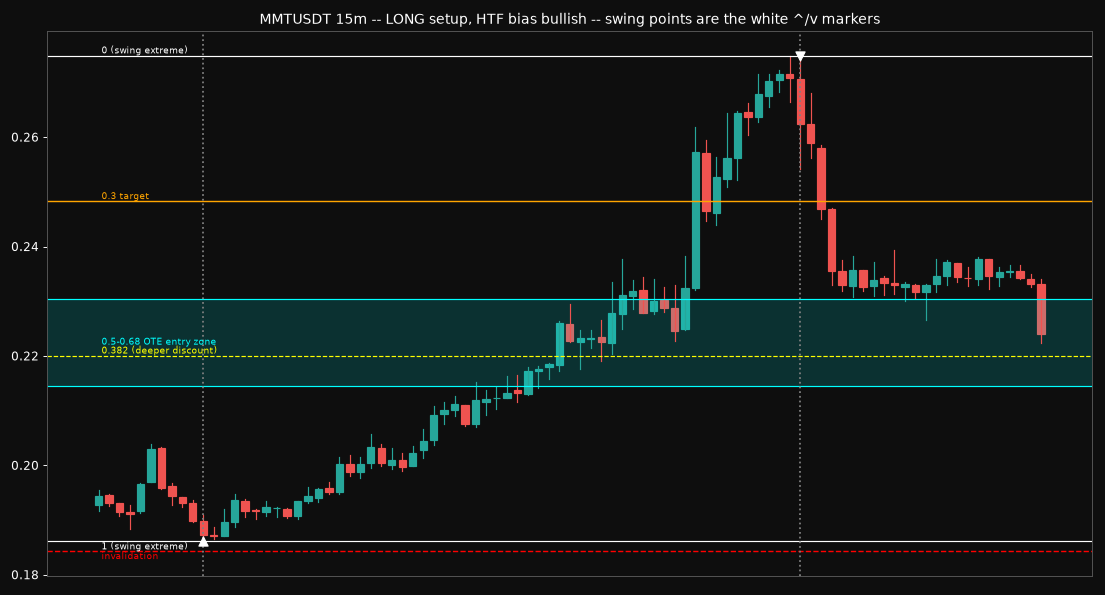 MMTUSDT 15m -- LONG setup, HTF bias bullish -- swing points are the white ^/v markers
0 (swing extreme)
0.26
0.3 target
0.24
0.5-0.68 OTE entry zone
0.382 (deeper discount)
0.22
0.20
1 (swing extreme)
invalidation
0.18